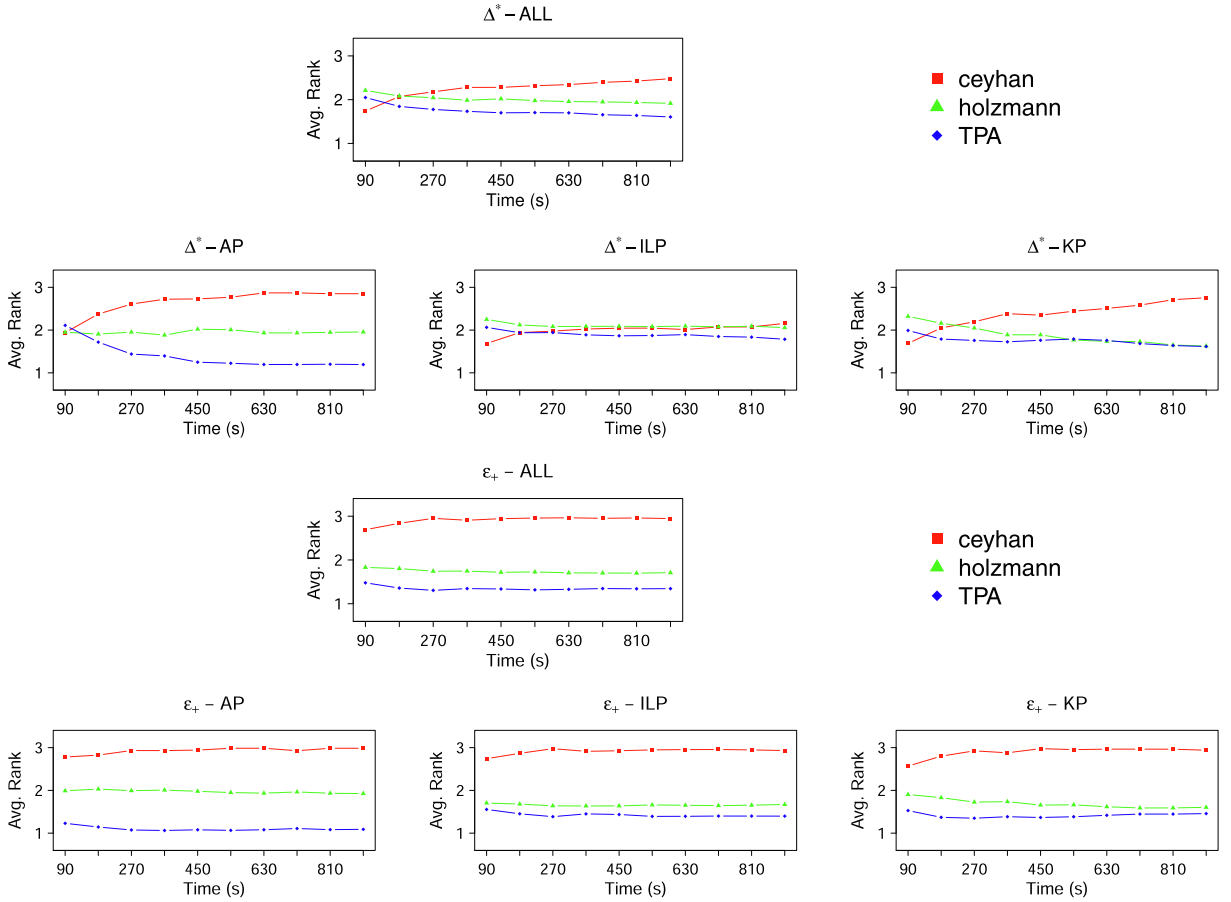 Δ* – ALL
Avg. Rank
3
2
1
90 270 450 630 810
Time (s)
ceyhan
holzmann
TPA
Δ* – AP
Avg. Rank
3
2
1
90 270 450 630 810
Time (s)
Δ* – ILP
Avg. Rank
3
2
1
90 270 450 630 810
Time (s)
Δ* – KP
Avg. Rank
3
2
1
90 270 450 630 810
Time (s)
ε+ – ALL
Avg. Rank
3
2
1
90 270 450 630 810
Time (s)
ceyhan
holzmann
TPA
ε+ – AP
Avg. Rank
3
2
1
90 270 450 630 810
Time (s)
ε+ – ILP
Avg. Rank
3
2
1
90 270 450 630 810
Time (s)
ε+ – KP
Avg. Rank
3
2
1
90 270 450 630 810
Time (s)